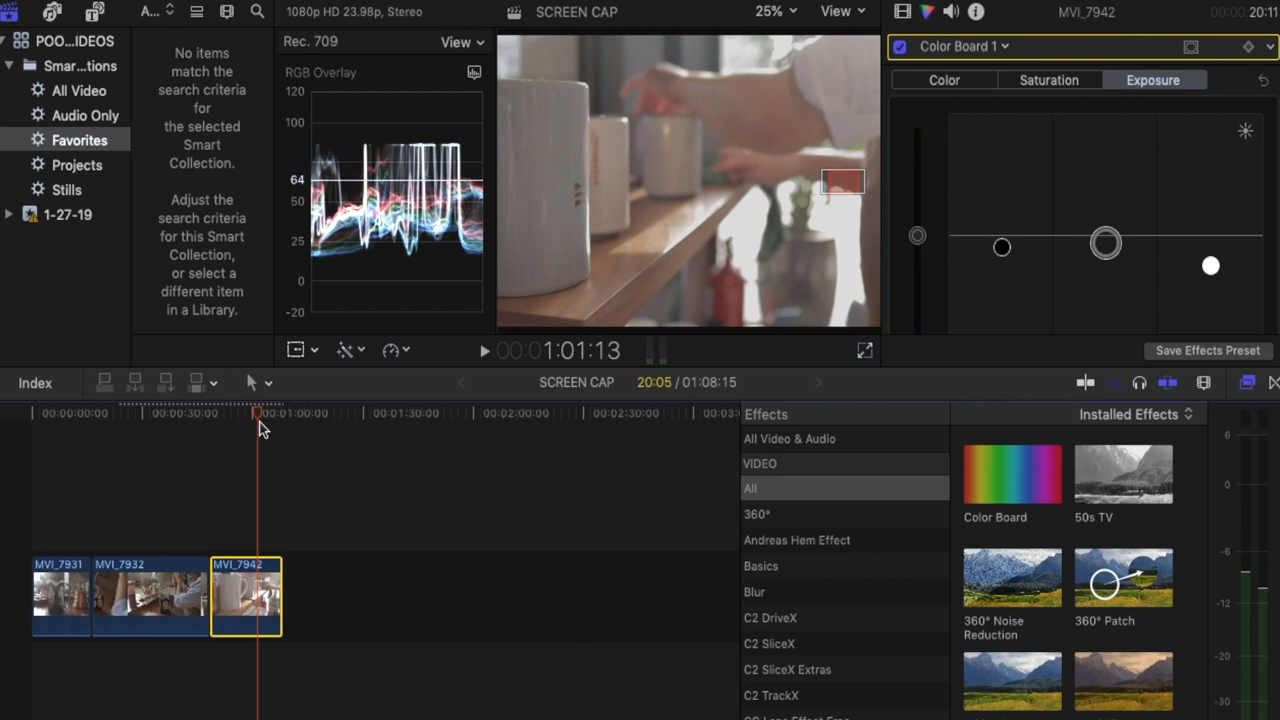 A...
1080p HD 23.98p, Stereo
SCREEN CAP
25%
View
MVI_7942
00:00:20:11
POO...IDEOS
Smar...tions
All Video
Audio Only
Favorites
Projects
Stills
1-27-19
No items
match the
search criteria
for
the selected
Smart
Collection.
Adjust the
search criteria
for this Smart
Collection,
or select a
different item
in a Library.
Rec. 709
View
RGB Overlay
120
100
64
50
25
0
-20
Color Board 1
Color
Saturation
Exposure
00:01:01:13
Save Effects Preset
Index
SCREEN CAP
20:05 / 01:08:15
00:00:00:00
00:00:30:00
00:01:00:00
00:01:30:00
00:02:00:00
00:02:30:00
00:03:
MVI_7931
MVI_7932
MVI_7942
Effects
Installed Effects
All Video & Audio
VIDEO
All
360°
Andreas Hem Effect
Basics
Blur
C2 DriveX
C2 SliceX
C2 SliceX Extras
C2 TrackX
Color Board
50s TV
360° Noise
Reduction
360° Patch
6
0
-6
-12
-20
-30